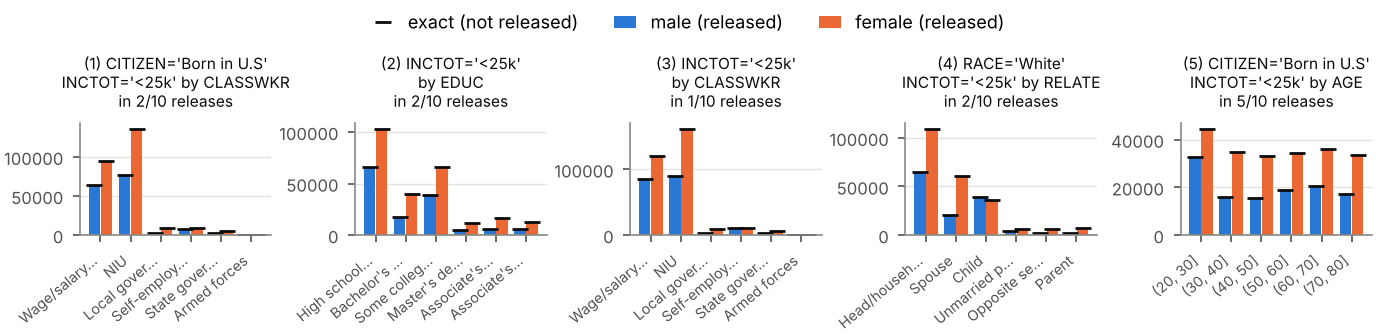 exact (not released) male (released) female (released)
(1) CITIZEN='Born in U.S'
INCTOT='<25k' by CLASSWKR
in 2/10 releases
100000
50000
0
Wage/salary...
NIU
Local gover...
Self-employ...
State gover...
Armed forces
(2) INCTOT='<25k'
by EDUC
in 2/10 releases
100000
50000
0
High school...
Bachelor's ...
Some colleg...
Master's de...
Associate's...
Associate's...
(3) INCTOT='<25k'
by CLASSWKR
in 1/10 releases
100000
0
Wage/salary...
NIU
Local gover...
Self-employ...
State gover...
Armed forces
(4) RACE='White'
INCTOT='<25k' by RELATE
in 2/10 releases
100000
50000
0
Head/househ...
Spouse
Child
Unmarried p...
Opposite se...
Parent
(5) CITIZEN='Born in U.S'
INCTOT='<25k' by AGE
in 5/10 releases
40000
20000
0
(20, 30]
(30, 40]
(40, 50]
(50, 60]
(60, 70]
(70, 80]